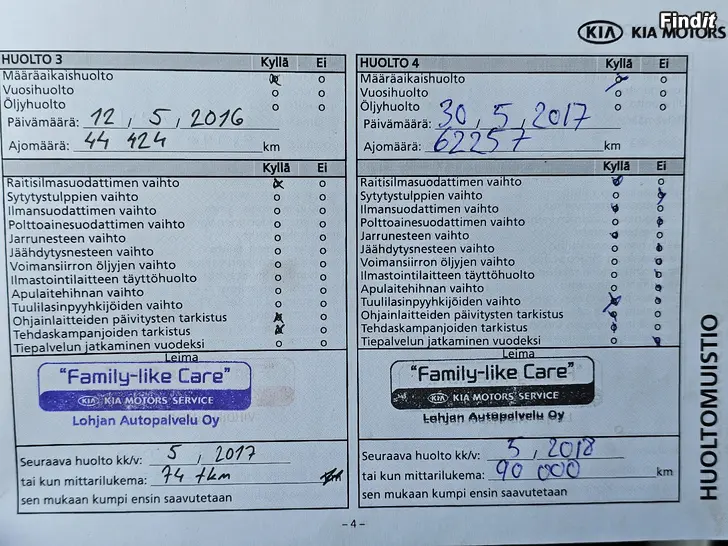 Findit
KIA KIA MOTORS
HUOLTO 3 Kyllä Ei
Määräaikaishuolto
Vuosihuolto
Öljyhuolto
Päivämäärä: 12, 5, 2016
Ajomäärä: 44 424 km
Kyllä Ei
Raitisilmasuodattimen vaihto
Sytytystulppien vaihto
Ilmansuodattimen vaihto
Polttoainesuodattimen vaihto
Jarrunesteen vaihto
Jäähdytysnesteen vaihto
Voimansiirron öljyjen vaihto
Ilmastointilaitteen täyttöhuolto
Apulaitehihnan vaihto
Tuulilasinpyyhkijöiden vaihto
Ohjainlaitteiden päivitysten tarkistus
Tehdaskampanjoiden tarkistus
Tiepalvelun jatkaminen vuodeksi
Leima
"Family-like Care"
KIA KIA MOTORS SERVICE
Lohjan Autopalvelu Oy
Seuraava huolto kk/v: 5, 2017
tai kun mittarilukema: 74 tkm
sen mukaan kumpi ensin saavutetaan
HUOLTO 4 Kyllä Ei
Määräaikaishuolto
Vuosihuolto
Öljyhuolto
Päivämäärä: 30, 5, 2017
Ajomäärä: 62257 km
Kyllä Ei
Raitisilmasuodattimen vaihto
Sytytystulppien vaihto
Ilmansuodattimen vaihto
Polttoainesuodattimen vaihto
Jarrunesteen vaihto
Jäähdytysnesteen vaihto
Voimansiirron öljyjen vaihto
Ilmastointilaitteen täyttöhuolto
Apulaitehihnan vaihto
Tuulilasinpyyhkijöiden vaihto
Ohjainlaitteiden päivitysten tarkistus
Tehdaskampanjoiden tarkistus
Tiepalvelun jatkaminen vuodeksi
Leima
"Family-like Care"
KIA KIA MOTORS SERVICE
Lohjan Autopalvelu Oy
Seuraava huolto kk/v: 5, 2018
tai kun mittarilukema: 90 000 km
sen mukaan kumpi ensin saavutetaan
HUOLTOMUISTIO
– 4 –